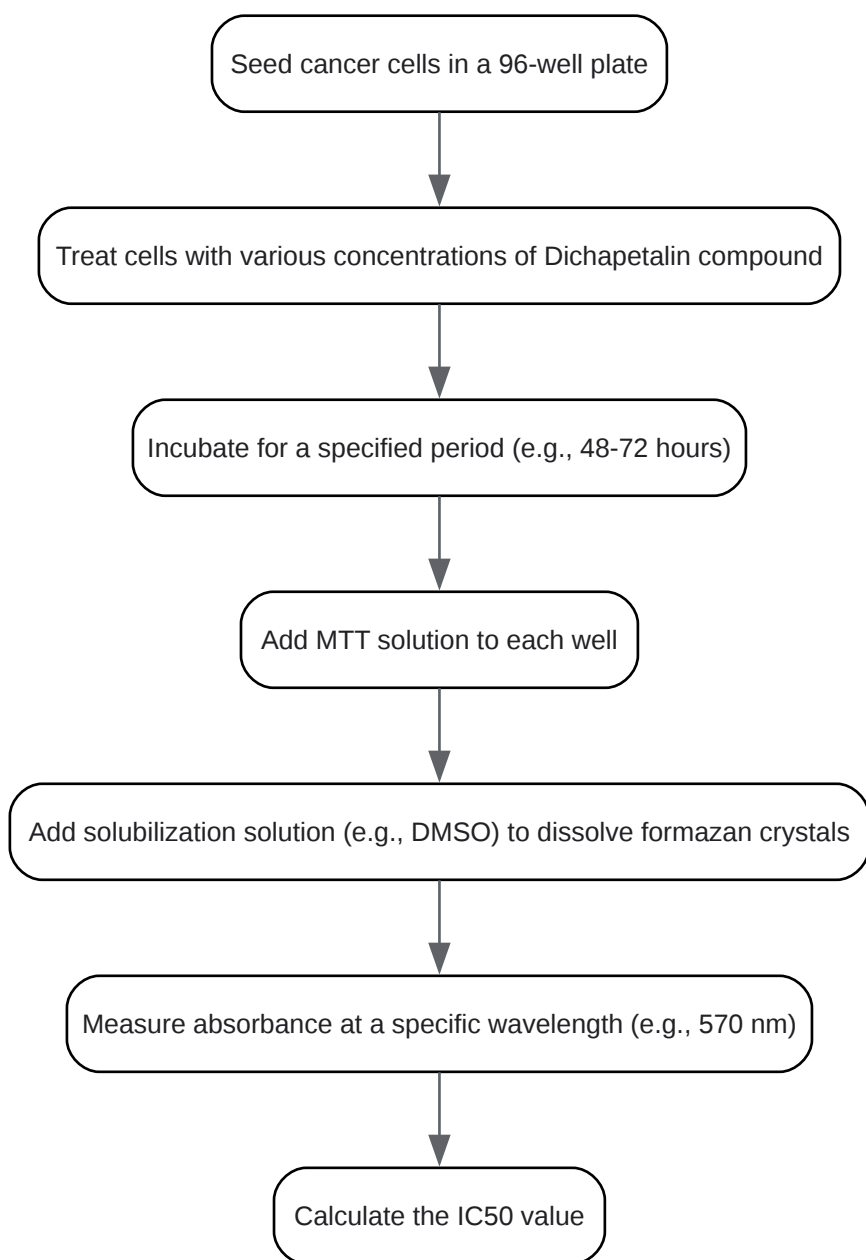 Seed cancer cells in a 96-well plate
Treat cells with various concentrations of Dichapetalin compound
Incubate for a specified period (e.g., 48-72 hours)
Add MTT solution to each well
Add solubilization solution (e.g., DMSO) to dissolve formazan crystals
Measure absorbance at a specific wavelength (e.g., 570 nm)
Calculate the IC50 value